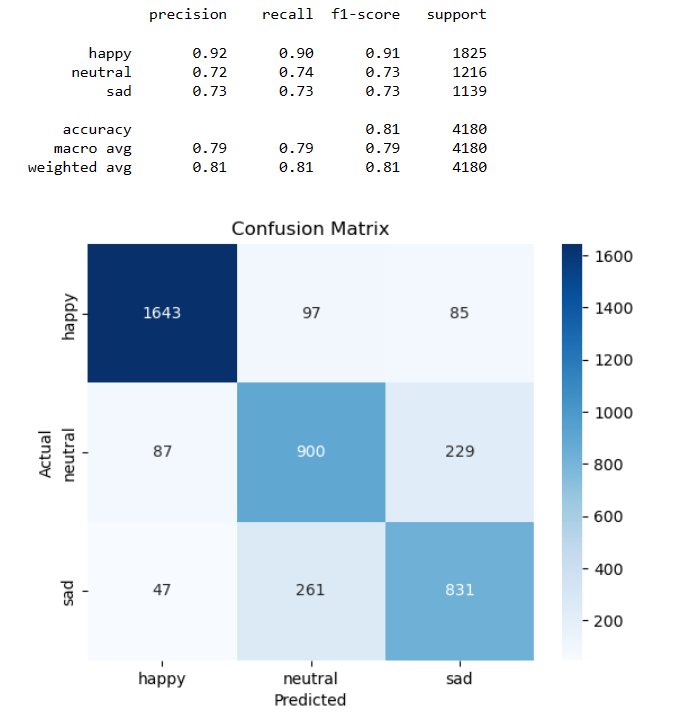 precision recall f1-score support
happy 0.92 0.90 0.91 1825
neutral 0.72 0.74 0.73 1216
sad 0.73 0.73 0.73 1139
accuracy 0.81 4180
macro avg 0.79 0.79 0.79 4180
weighted avg 0.81 0.81 0.81 4180
Confusion Matrix
happy 1643 97 85
neutral 87 900 229
sad 47 261 831
Actual
happy neutral sad
Predicted
1600
1400
1200
1000
800
600
400
200